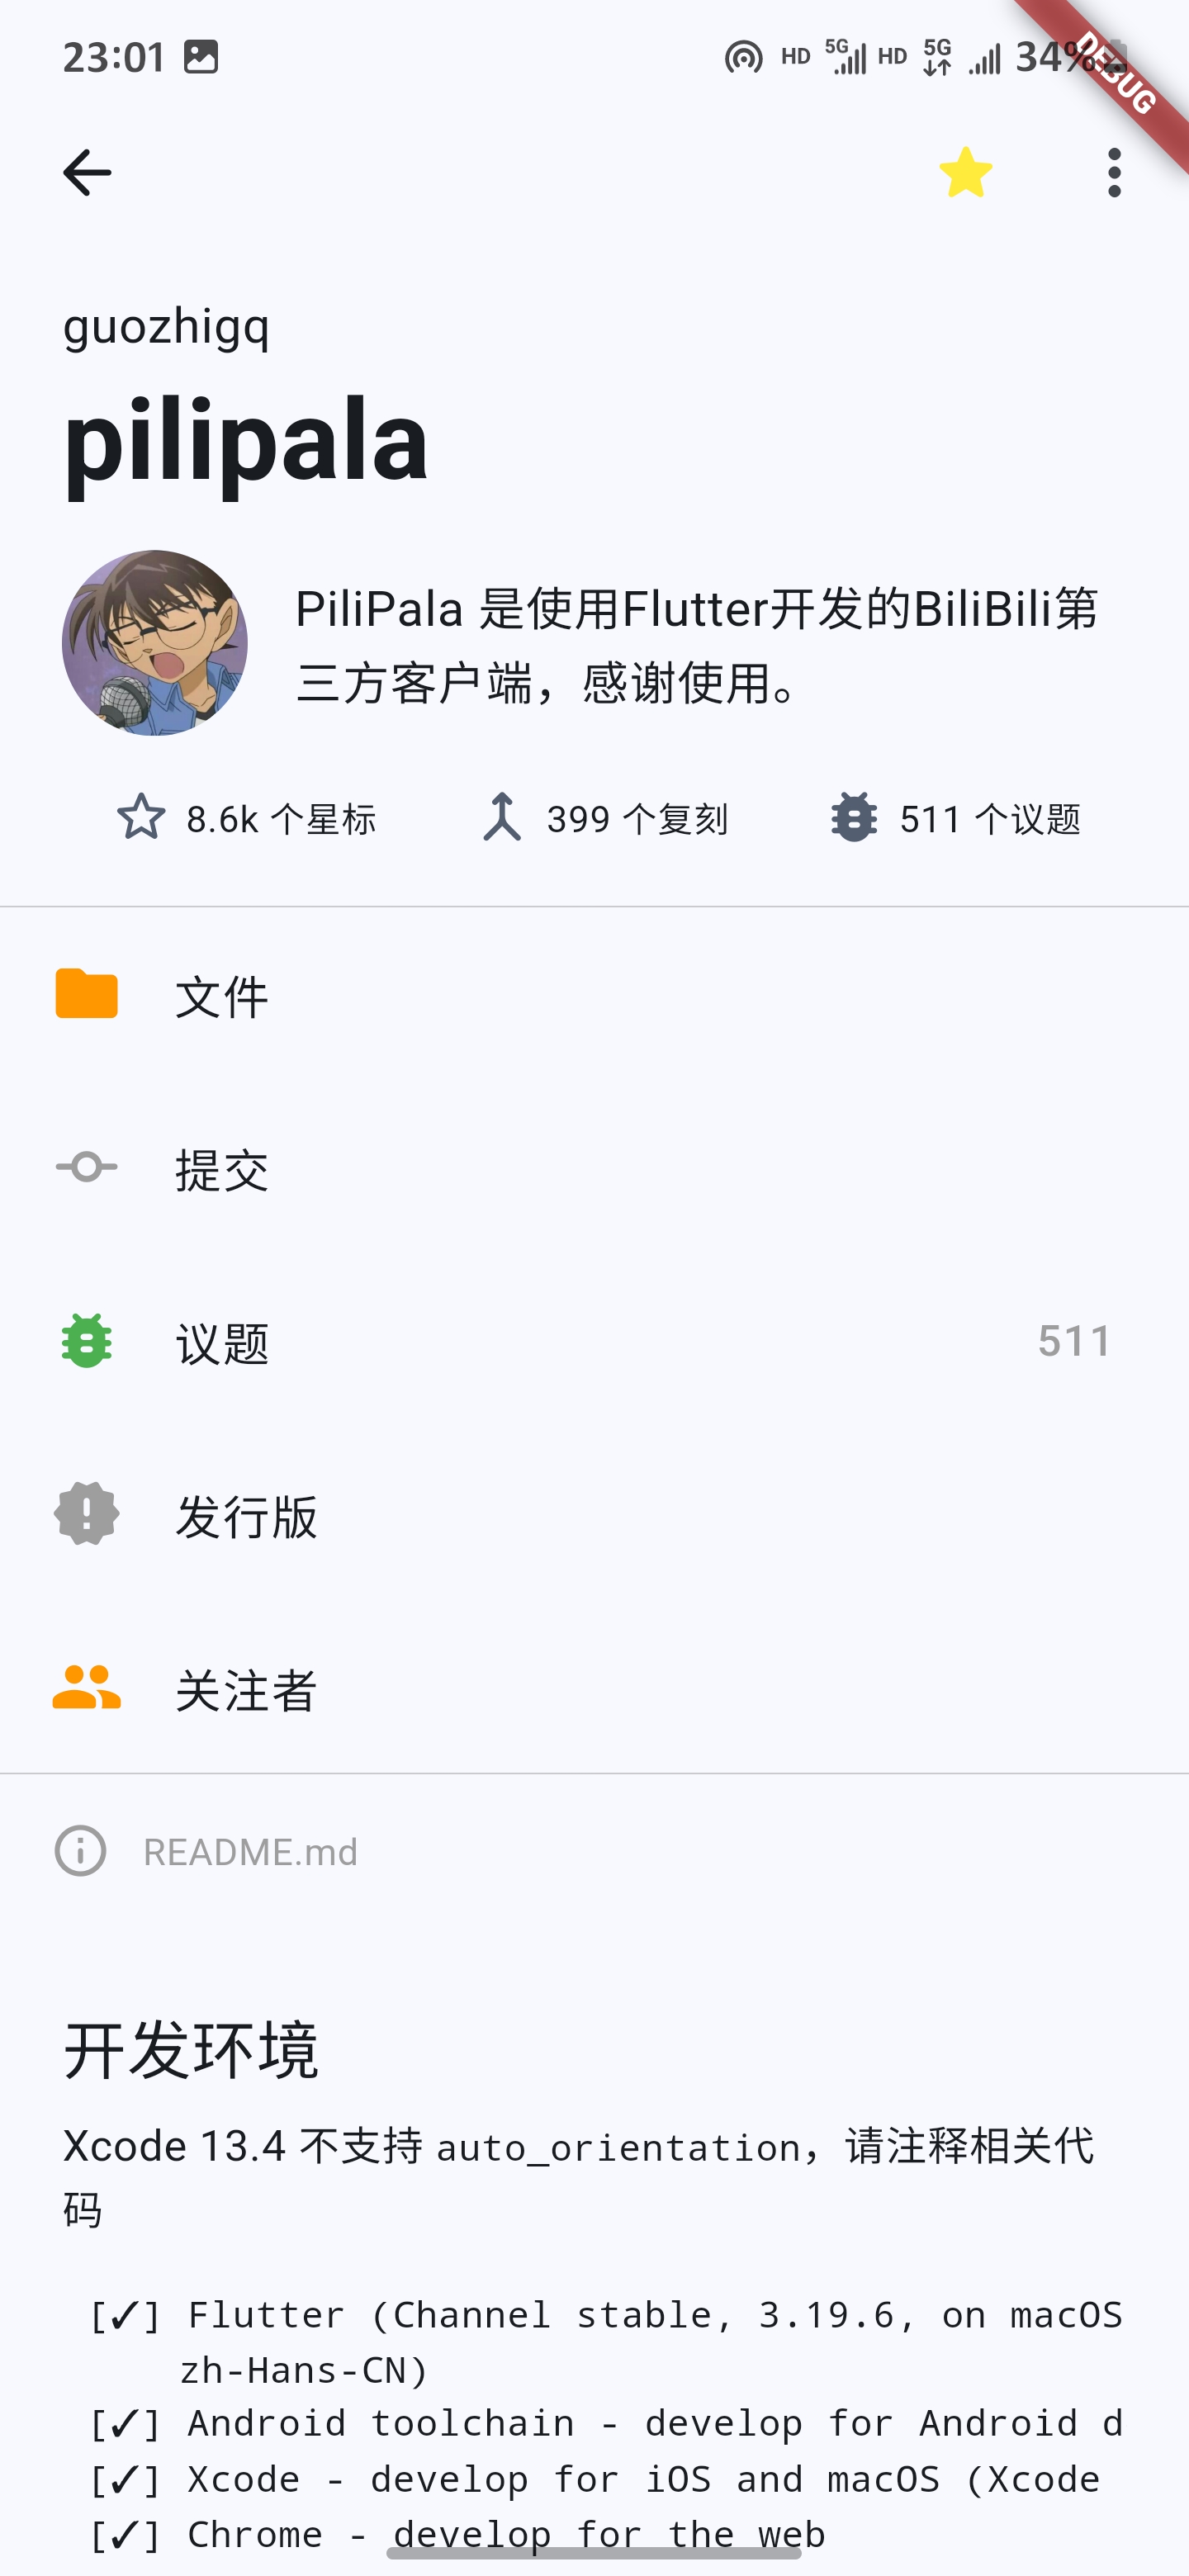 23:01 HD 5G HD 5G 34%
DEBUG
guozhigq
pilipala
PiliPala 是使用Flutter开发的BiliBili第
三方客户端，感谢使用。
8.6k 个星标 399 个复刻 511 个议题
文件
提交
议题 511
发行版
关注者
README.md
开发环境
Xcode 13.4 不支持 auto_orientation，请注释相关代
码
[✓] Flutter (Channel stable, 3.19.6, on macOS
zh-Hans-CN)
[✓] Android toolchain - develop for Android d
[✓] Xcode - develop for iOS and macOS (Xcode
[✓] Chrome - develop for the web